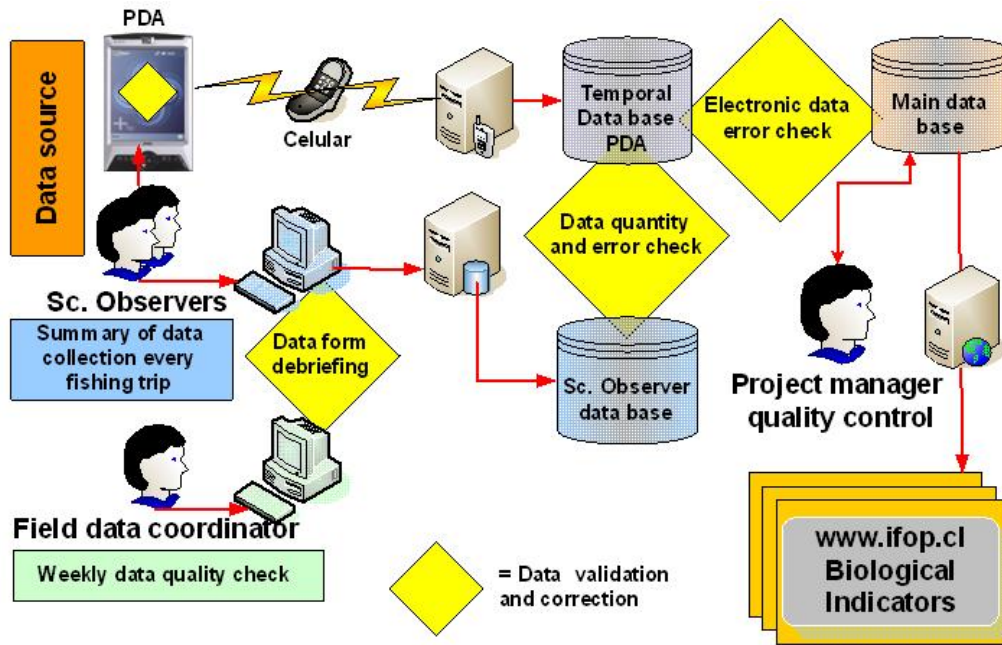 PDA
Data source
Celular
Temporal
Data base
PDA
Electronic data
error check
Main data
base
Data quantity
and error check
Sc. Observers
Summary of data
collection every
fishing trip
Data form
debriefing
Sc. Observer
data base
Project manager
quality control
Field data coordinator
Weekly data quality check
= Data validation
and correction
www.ifop.cl
Biological
Indicators